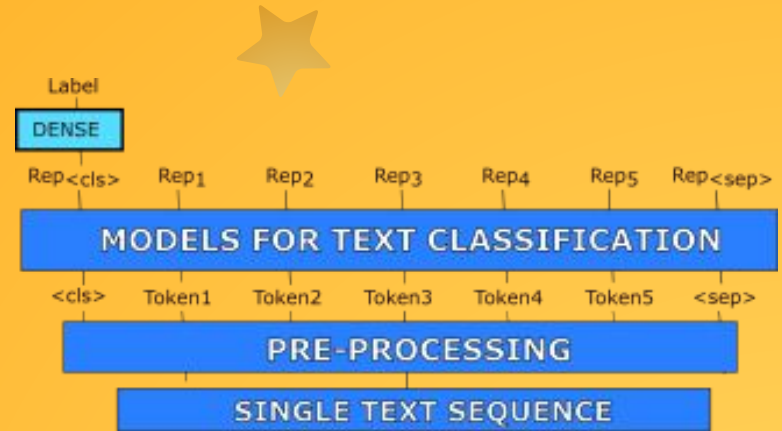 Label
DENSE
Rep<cls> Rep1 Rep2 Rep3 Rep4 Rep5 Rep<sep>
MODELS FOR TEXT CLASSIFICATION
<cls> Token1 Token2 Token3 Token4 Token5 <sep>
PRE-PROCESSING
SINGLE TEXT SEQUENCE